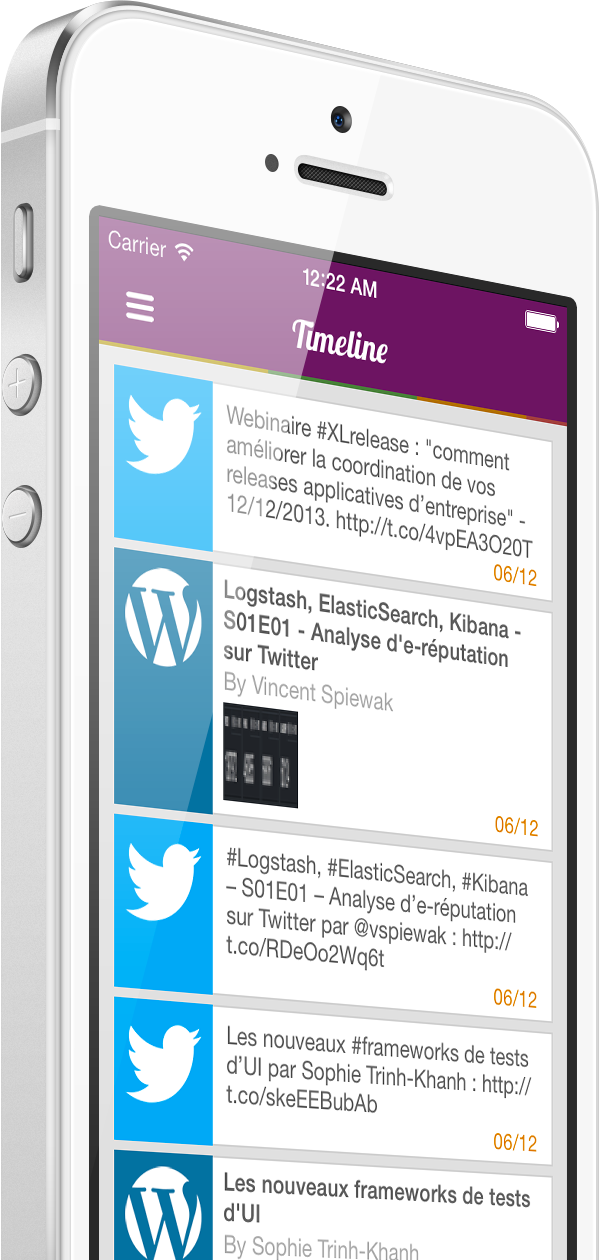 Carrier
12:22 AM
Timeline
Webinaire #XLrelease : "comment
améliorer la coordination de vos
releases applicatives d’entreprise" -
12/12/2013. http://t.co/4vpEA3O20T
06/12
Logstash, ElasticSearch, Kibana -
S01E01 - Analyse d'e-réputation
sur Twitter
By Vincent Spiewak
06/12
#Logstash, #ElasticSearch, #Kibana
– S01E01 – Analyse d’e-réputation
sur Twitter par @vspiewak : http://
t.co/RDeOo2Wq6t
06/12
Les nouveaux #frameworks de tests
d’UI par Sophie Trinh-Khanh : http://
t.co/skeEEBubAb
06/12
Les nouveaux frameworks de tests
d'UI
By Sophie Trinh-Khanh